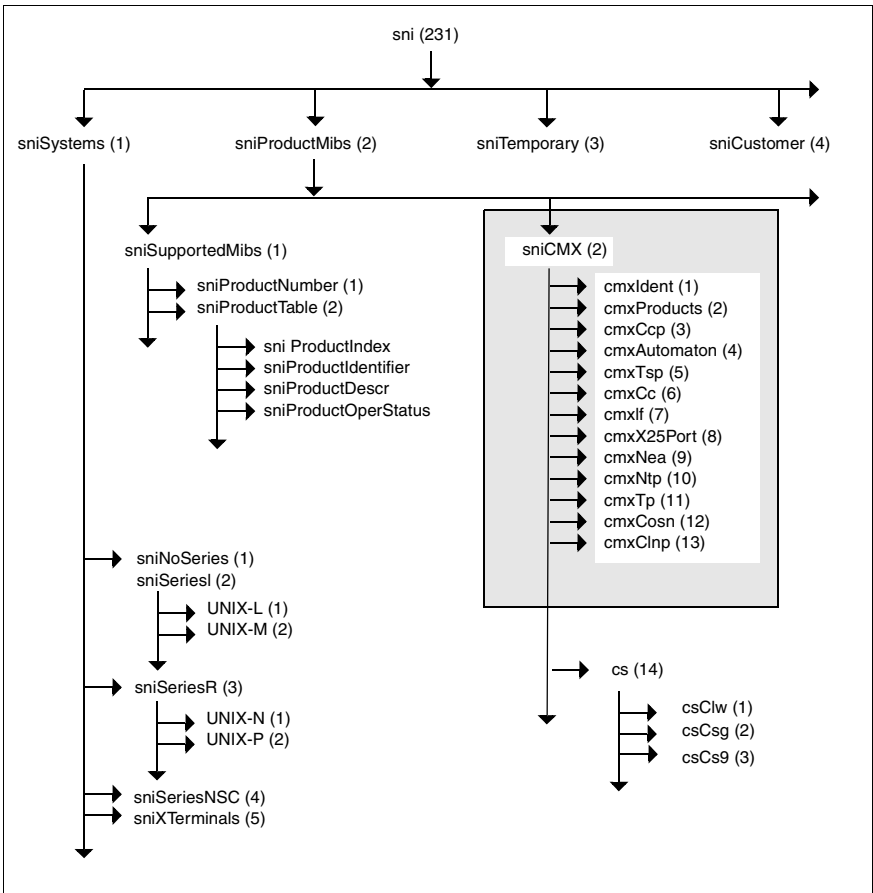 sni (231)
sniSystems (1)
sniProductMibs (2)
sniTemporary (3)
sniCustomer (4)
sniSupportedMibs (1)
sniProductNumber (1)
sniProductTable (2)
sni ProductIndex
sniProductIdentifier
sniProductDescr
sniProductOperStatus
sniCMX (2)
cmxIdent (1)
cmxProducts (2)
cmxCcp (3)
cmxAutomaton (4)
cmxTsp (5)
cmxCc (6)
cmxIf (7)
cmxX25Port (8)
cmxNea (9)
cmxNtp (10)
cmxTp (11)
cmxCosn (12)
cmxClnp (13)
cs (14)
csClw (1)
csCsg (2)
csCs9 (3)
sniNoSeries (1)
sniSeriesI (2)
UNIX-L (1)
UNIX-M (2)
sniSeriesR (3)
UNIX-N (1)
UNIX-P (2)
sniSeriesNSC (4)
sniXTerminals (5)